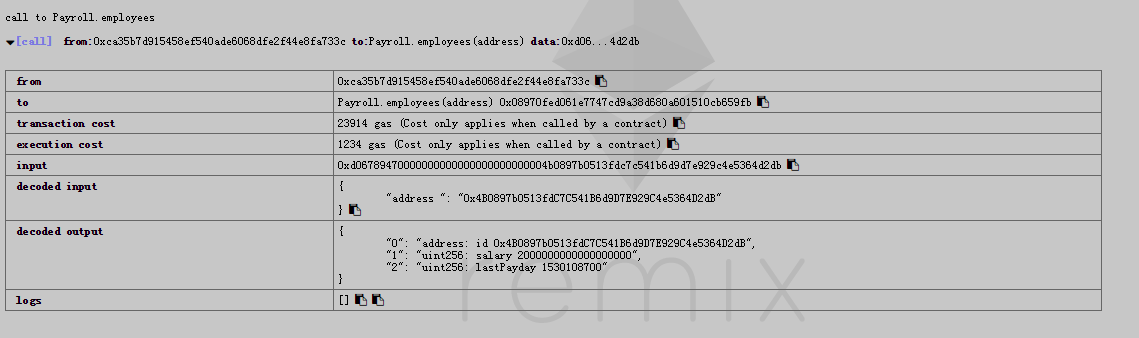 call to Payroll.employees
[call] from:0xca35b7d915458ef540ade6068dfe2f44e8fa733c to:Payroll.employees(address) data:0xd06...4d2db
from 0xca35b7d915458ef540ade6068dfe2f44e8fa733c
to Payroll.employees(address) 0x08970fed061e7747cd9a38d680a601510cb659fb
transaction cost 23914 gas (Cost only applies when called by a contract)
execution cost 1234 gas (Cost only applies when called by a contract)
input 0xd06789470000000000000000000000004b0897b0513fdc7c541b6d9d7e929c4e5364d2db
decoded input {
"address ": "0x4B0897b0513fdC7C541B6d9D7E929C4e5364D2dB"
}
decoded output {
"0": "address: id 0x4B0897b0513fdC7C541B6d9D7E929C4e5364D2dB",
"1": "uint256: salary 200000000000000000",
"2": "uint256: lastPayday 1530108700"
}
logs []
remix